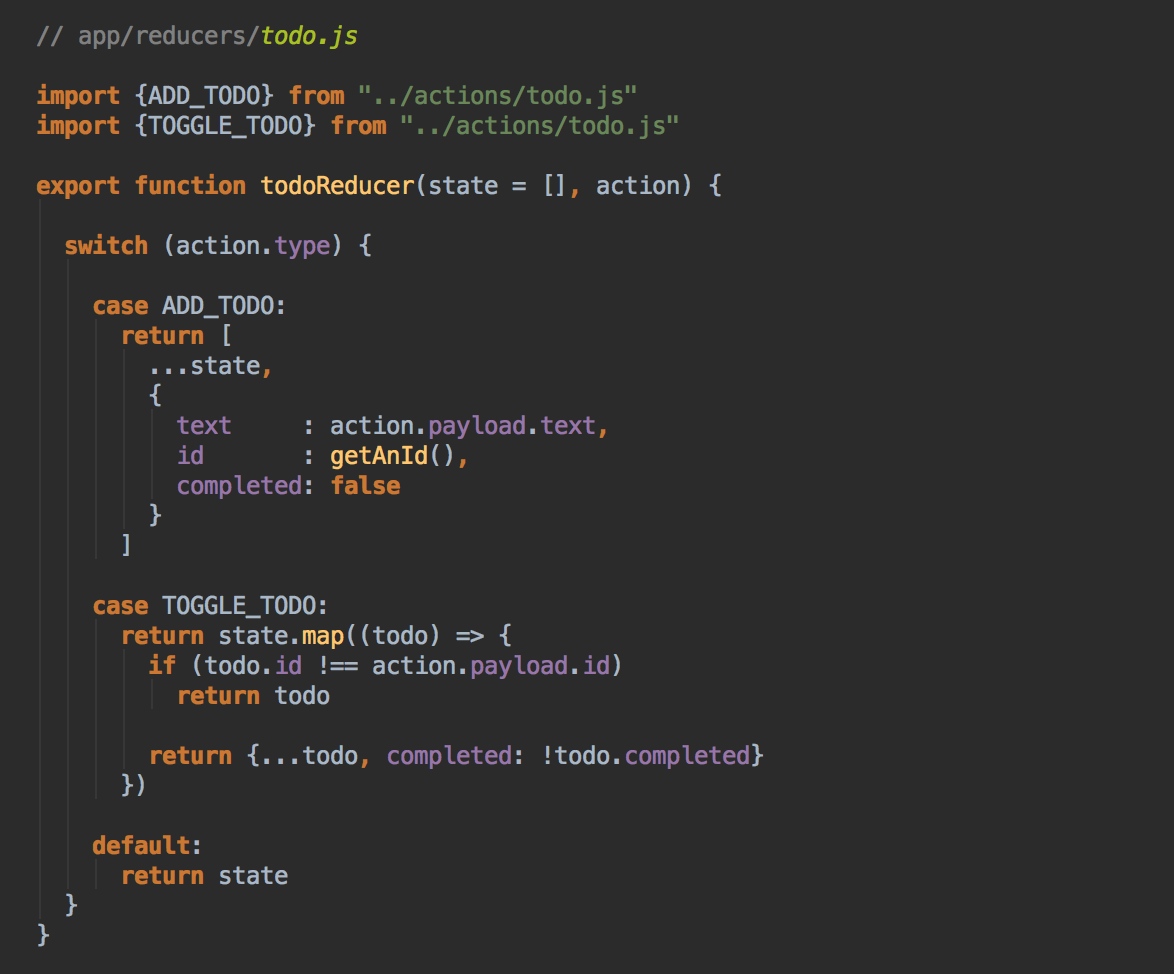 // app/reducers/todo.js
import {ADD_TODO} from "../actions/todo.js"
import {TOGGLE_TODO} from "../actions/todo.js"
export function todoReducer(state = [], action) {
switch (action.type) {
case ADD_TODO:
return [
...state,
{
text     : action.payload.text,
id       : getAnId(),
completed: false
}
]
case TOGGLE_TODO:
return state.map((todo) => {
if (todo.id !== action.payload.id)
return todo
return {...todo, completed: !todo.completed}
})
default:
return state
}
}